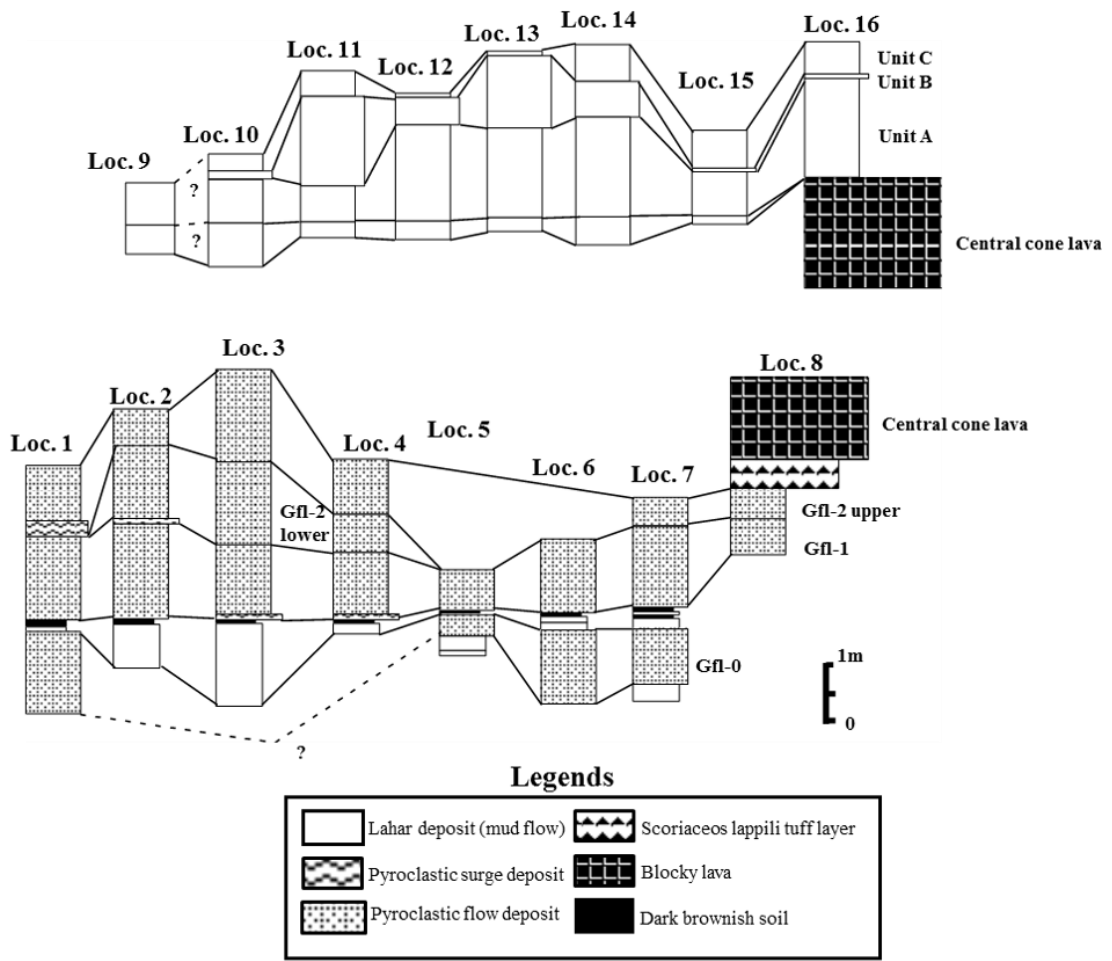 Loc. 9
Loc. 10
Loc. 11
Loc. 12
Loc. 13
Loc. 14
Loc. 15
Loc. 16
Unit C
Unit B
Unit A
?
?
Central cone lava
Loc. 1
Loc. 2
Loc. 3
Loc. 4
Loc. 5
Loc. 6
Loc. 7
Loc. 8
Central cone lava
Gfl-2
lower
Gfl-2 upper
Gfl-1
Gfl-0
?
1m
0
Legends
Lahar deposit (mud flow)
Scoriaceos lappili tuff layer
Pyroclastic surge deposit
Blocky lava
Pyroclastic flow deposit
Dark brownish soil